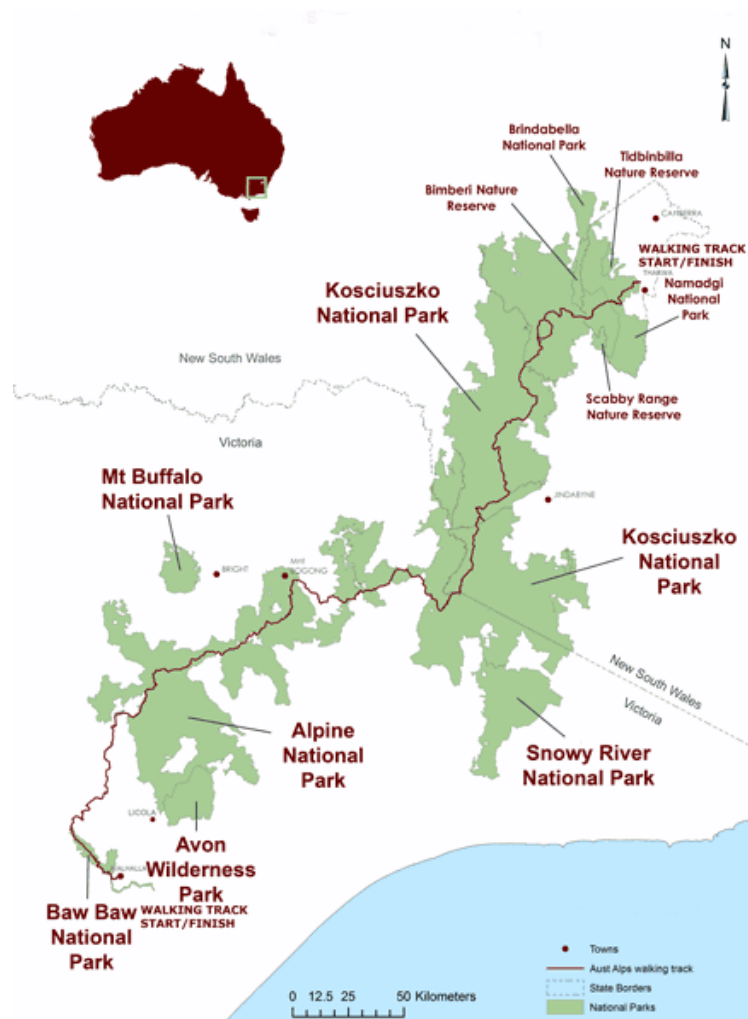 N
Brindabella
National Park
Tidbinbilla
Nature Reserve
Bimberi Nature
Reserve
CANBERRA
WALKING TRACK
START/FINISH
THARWA
Namadgi
National
Park
Kosciuszko
National Park
New South Wales
Scabby Range
Nature Reserve
Victoria
Mt Buffalo
National Park
JINDABYNE
Kosciuszko
National
Park
BRIGHT
MHT
BOGONG
New South Wales
Victoria
Alpine
National
Park
Snowy River
National Park
LICOLA
Avon
Wilderness
Park
WALHALLA
Baw Baw
National
Park
WALKING TRACK
START/FINISH
Towns
Aust Alps walking track
State Borders
National Parks
0 12.5 25 50 Kilometers